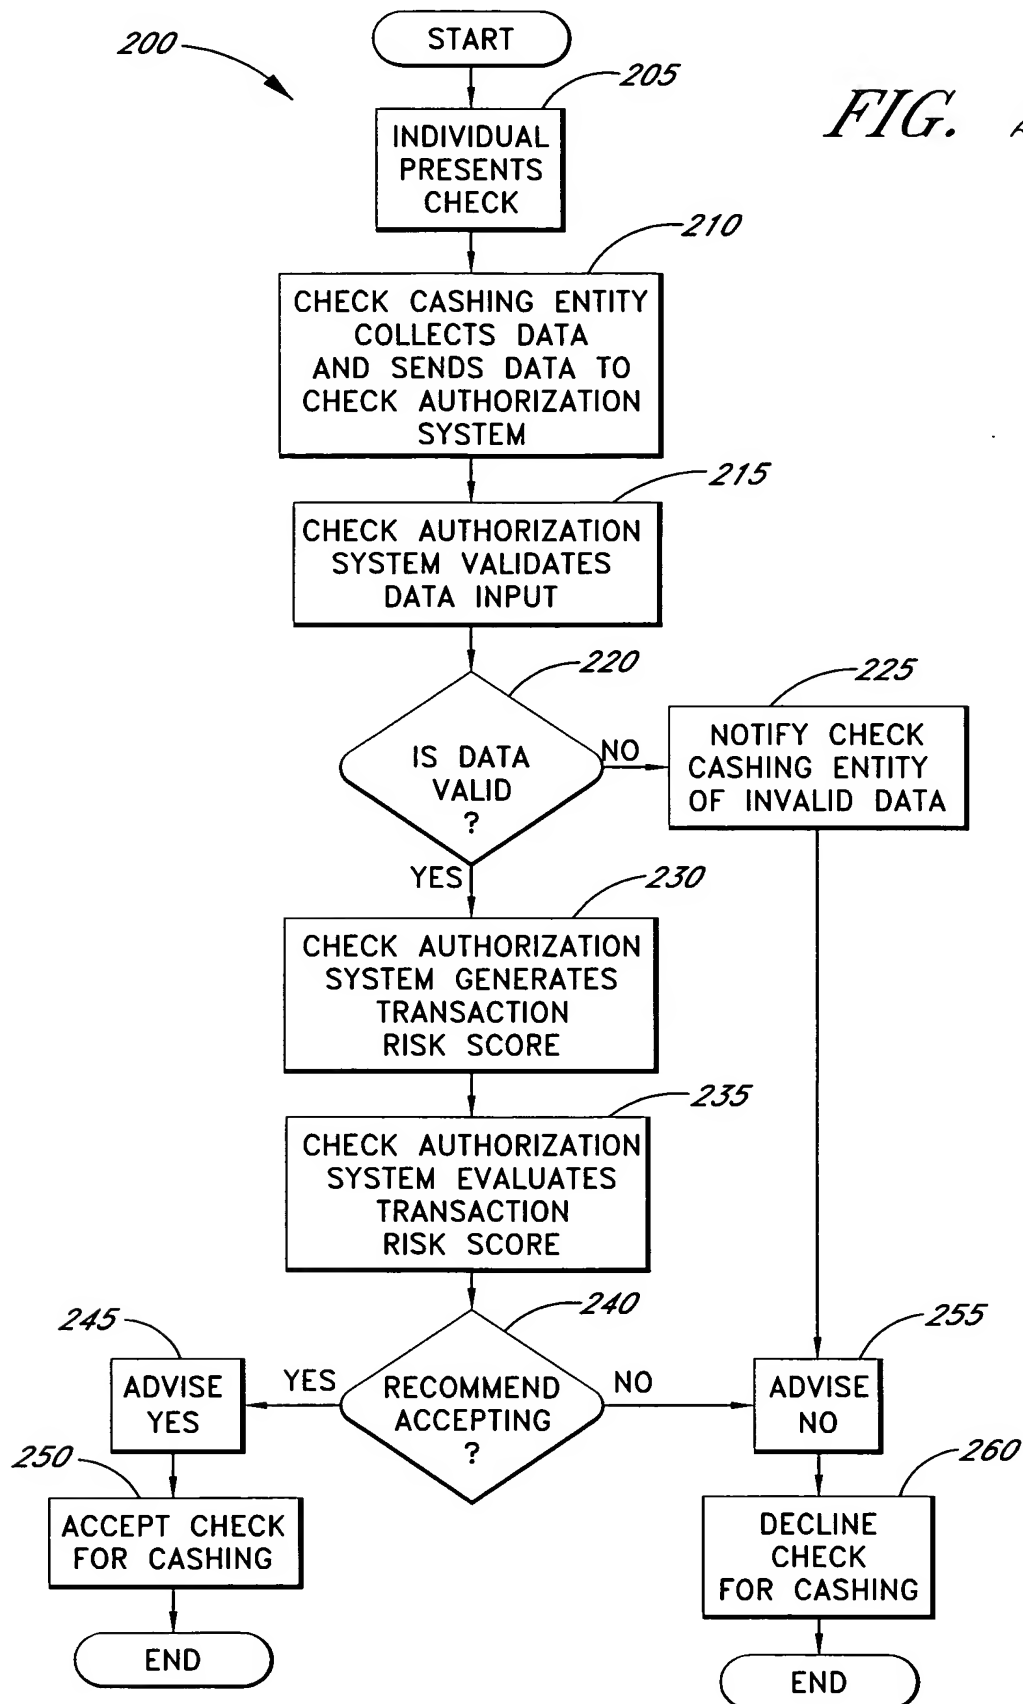 START
200
205
FIG.
INDIVIDUAL
PRESENTS
CHECK
210
CHECK CASHING ENTITY
COLLECTS DATA
AND SENDS DATA TO
CHECK AUTHORIZATION
SYSTEM
215
CHECK AUTHORIZATION
SYSTEM VALIDATES
DATA INPUT
220
IS DATA
VALID
?
NO
225
NOTIFY CHECK
CASHING ENTITY
OF INVALID DATA
YES
230
CHECK AUTHORIZATION
SYSTEM GENERATES
TRANSACTION
RISK SCORE
235
CHECK AUTHORIZATION
SYSTEM EVALUATES
TRANSACTION
RISK SCORE
240
RECOMMEND
ACCEPTING
?
YES
NO
245
ADVISE
YES
255
ADVISE
NO
250
ACCEPT CHECK
FOR CASHING
260
DECLINE
CHECK
FOR CASHING
END
END